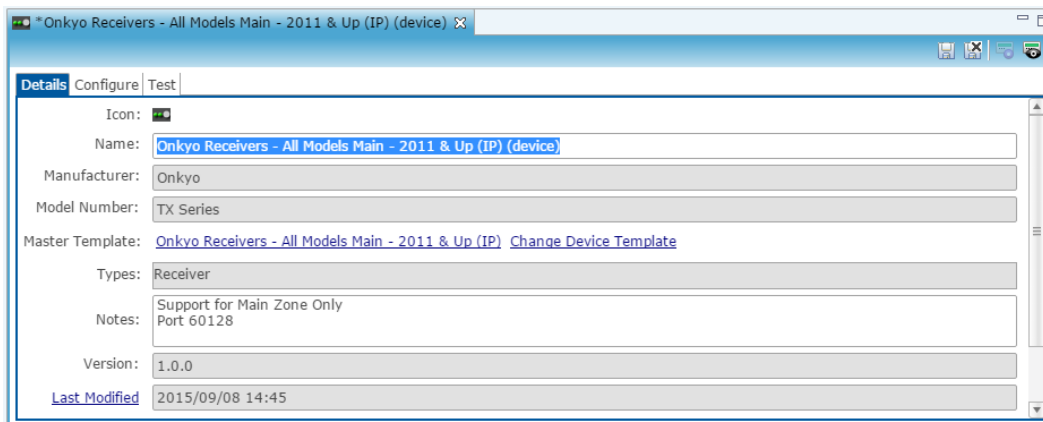 *Onkyo Receivers - All Models Main - 2011 & Up (IP) (device)
Details Configure Test
Icon:
Name: Onkyo Receivers - All Models Main - 2011 & Up (IP) (device)
Manufacturer: Onkyo
Model Number: TX Series
Master Template: Onkyo Receivers - All Models Main - 2011 & Up (IP) Change Device Template
Types: Receiver
Notes: Support for Main Zone Only
Port 60128
Version: 1.0.0
Last Modified 2015/09/08 14:45